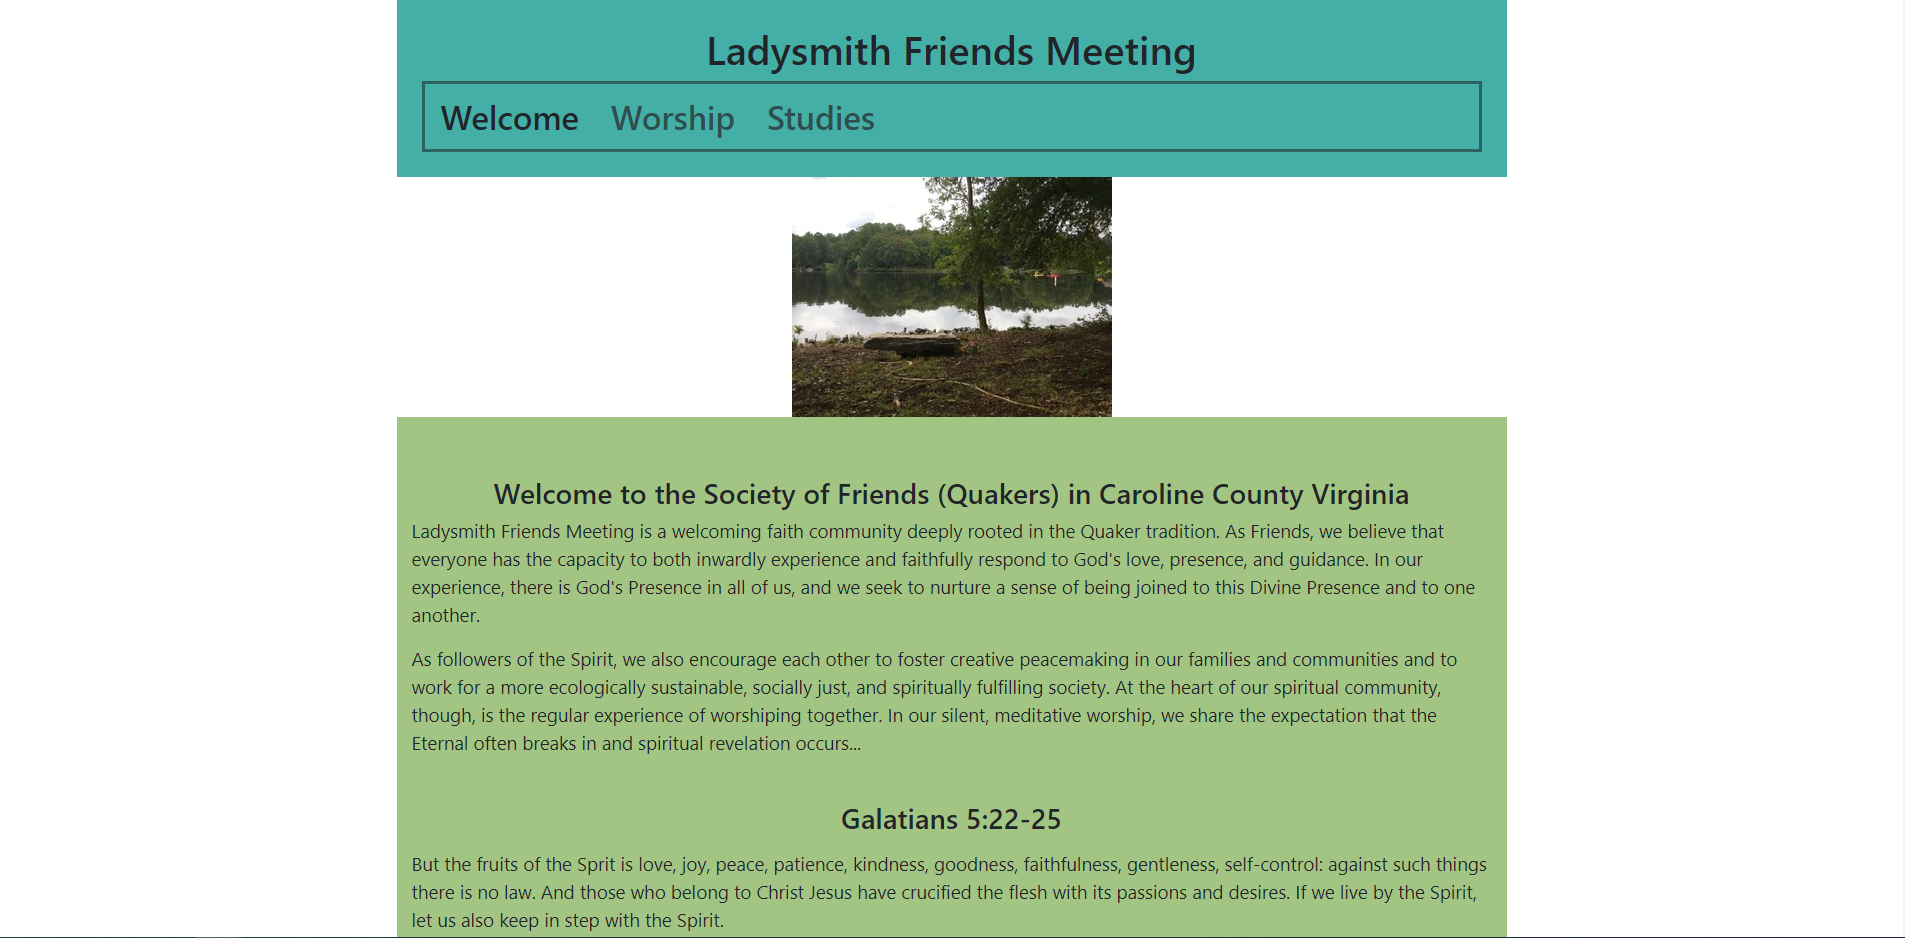 Ladysmith Friends Meeting
Welcome Worship Studies
Welcome to the Society of Friends (Quakers) in Caroline County Virginia
Ladysmith Friends Meeting is a welcoming faith community deeply rooted in the Quaker tradition. As Friends, we believe that
everyone has the capacity to both inwardly experience and faithfully respond to God's love, presence, and guidance. In our
experience, there is God's Presence in all of us, and we seek to nurture a sense of being joined to this Divine Presence and to one
another.
As followers of the Spirit, we also encourage each other to foster creative peacemaking in our families and communities and to
work for a more ecologically sustainable, socially just, and spiritually fulfilling society. At the heart of our spiritual community,
though, is the regular experience of worshiping together. In our silent, meditative worship, we share the expectation that the
Eternal often breaks in and spiritual revelation occurs...
Galatians 5:22-25
But the fruits of the Sprit is love, joy, peace, patience, kindness, goodness, faithfulness, gentleness, self-control: against such things
there is no law. And those who belong to Christ Jesus have crucified the flesh with its passions and desires. If we live by the Spirit,
let us also keep in step with the Spirit.